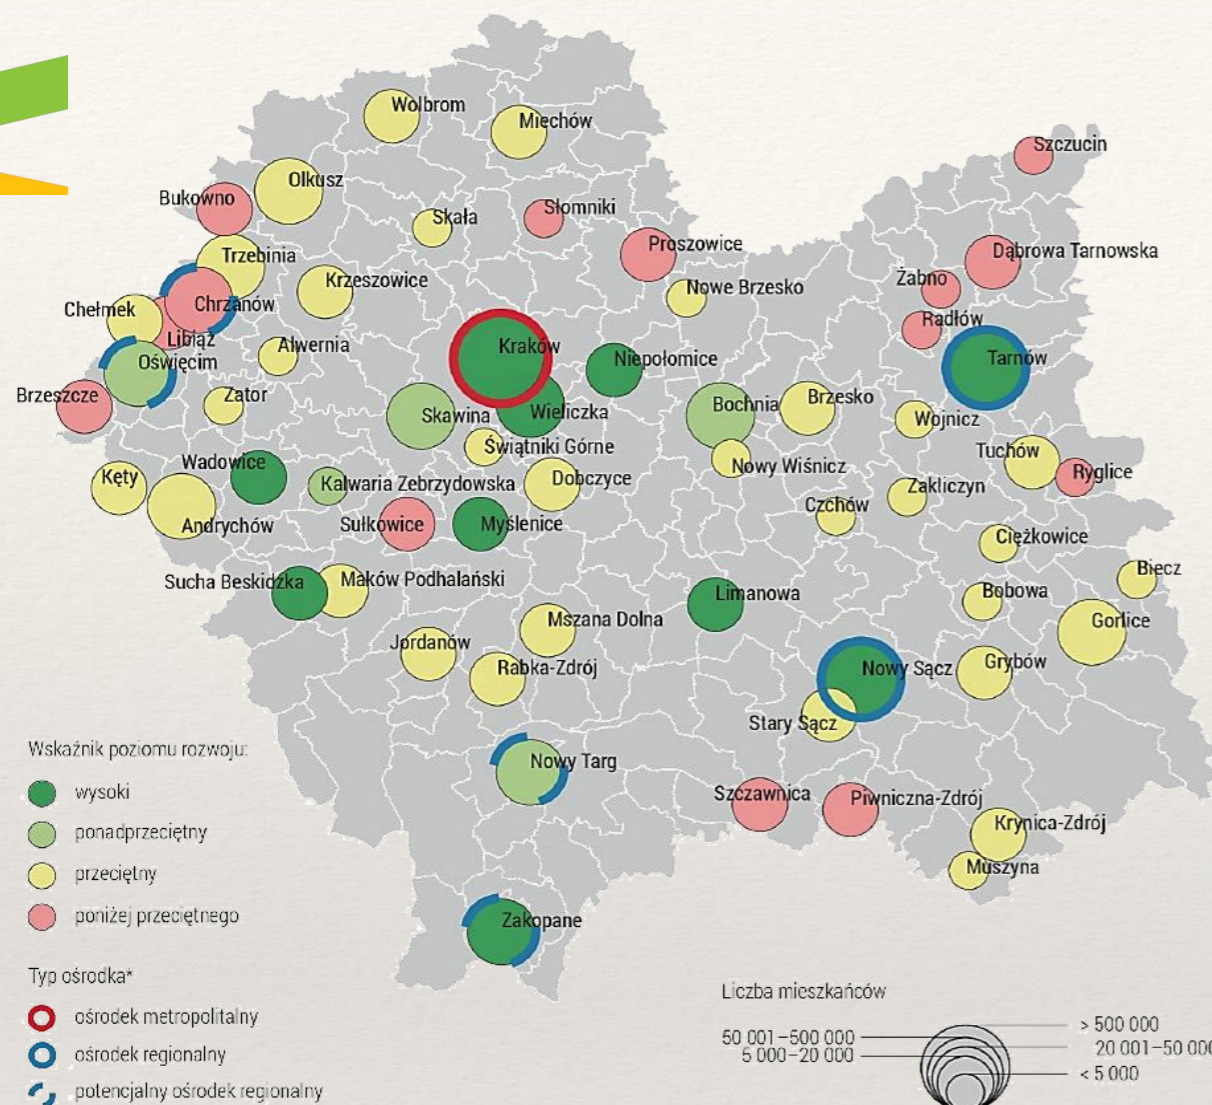 Wolbrom
Miechów
Szczucin
Olkusz
Bukowno
Skała
Słomniki
Proszowice
Dąbrowa Tarnowska
Trzebinia
Krzeszowice
Żabno
Nowe Brzesko
Chełmek
Chrzanów
Radłów
Libiąż
Alwernia
Kraków
Niepołomice
Tarnów
Oświęcim
Brzeszcze
Zator
Skawina
Wieliczka
Bochnia
Brzesko
Wojnicz
Świątniki Górne
Tuchów
Wadowice
Nowy Wiśnicz
Kęty
Kalwaria Zebrzydowska
Dobczyce
Zakliczyn
Ryglice
Andrychów
Sułkowice
Myślenice
Czchów
Ciężkowice
Biecz
Sucha Beskidzka
Maków Podhalański
Limanowa
Bobowa
Gorlice
Mszana Dolna
Jordanów
Rabka-Zdrój
Nowy Sącz
Grybów
Stary Sącz
Nowy Targ
Szczawnica
Piwniczna-Zdrój
Krynica-Zdrój
Muszyna
Zakopane
Wskaźnik poziomu rozwoju:
wysoki
ponadprzeciętny
przeciętny
poniżej przeciętnego
Typ ośrodka*
ośrodek metropolitalny
ośrodek regionalny
potencjalny ośrodek regionalny
Liczba mieszkańców
> 500 000
50 001–500 000
20 001–50 000
5 000–20 000
< 5 000